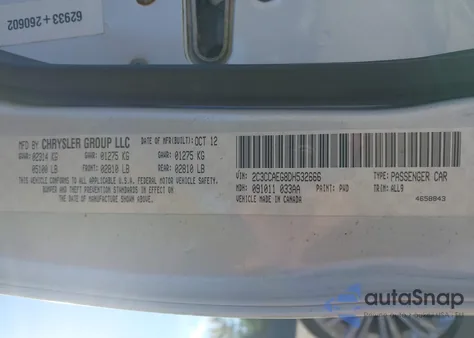 62933+260602
MFD BY CHRYSLER GROUP LLC
DATE OF MFR(BUILT): OCT 12
GVWR: 02314 KG GAWR: 01275 KG GAWR: 01275 KG
05100 LB FRONT: 02810 LB REAR: 02810 LB
THIS VEHICLE CONFORMS TO ALL APPLICABLE U.S.A. FEDERAL MOTOR VEHICLE SAFETY,
BUMPER AND THEFT PREVENTION STANDARDS IN EFFECT ON
THE DATE OF MANUFACTURE SHOWN ABOVE.
VIN: 2C3CCAEG8DH532666 TYPE: PASSENGER CAR
MDH: 091011 033AA PAINT: TRIM: ALL9
VEHICLE MADE IN CANADA 4658843
autoSnap